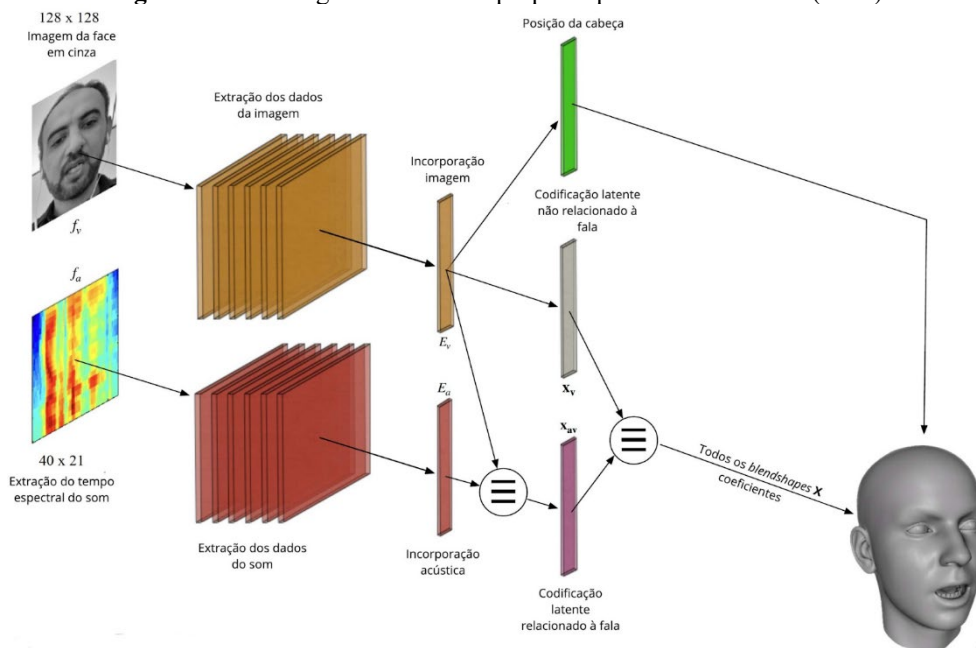 128 x 128
Imagem da face
em cinza
f_v
f_a
40 x 21
Extração do tempo
espectral do som
Extração dos dados
da imagem
Extração dos dados
do som
Incorporação
imagem
E_v
E_a
Incorporação
acústica
Posição da cabeça
Codificação latente
não relacionado à
fala
x_v
x_av
Codificação
latente
relacionado à fala
Todos os blendshapes X
coeficientes